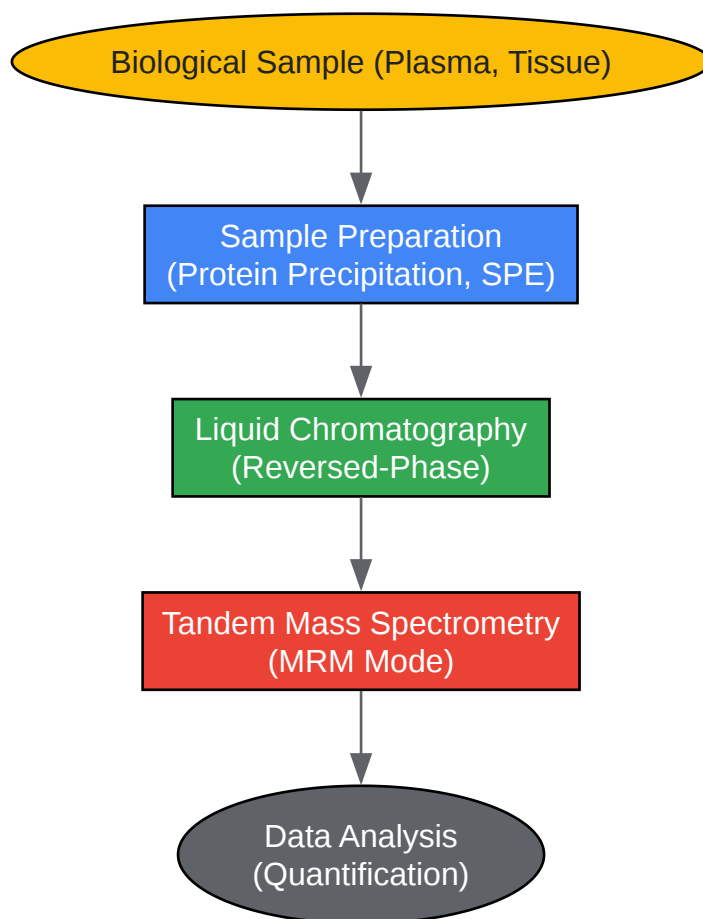 Biological Sample (Plasma, Tissue)
Sample Preparation
(Protein Precipitation, SPE)
Liquid Chromatography
(Reversed-Phase)
Tandem Mass Spectrometry
(MRM Mode)
Data Analysis
(Quantification)